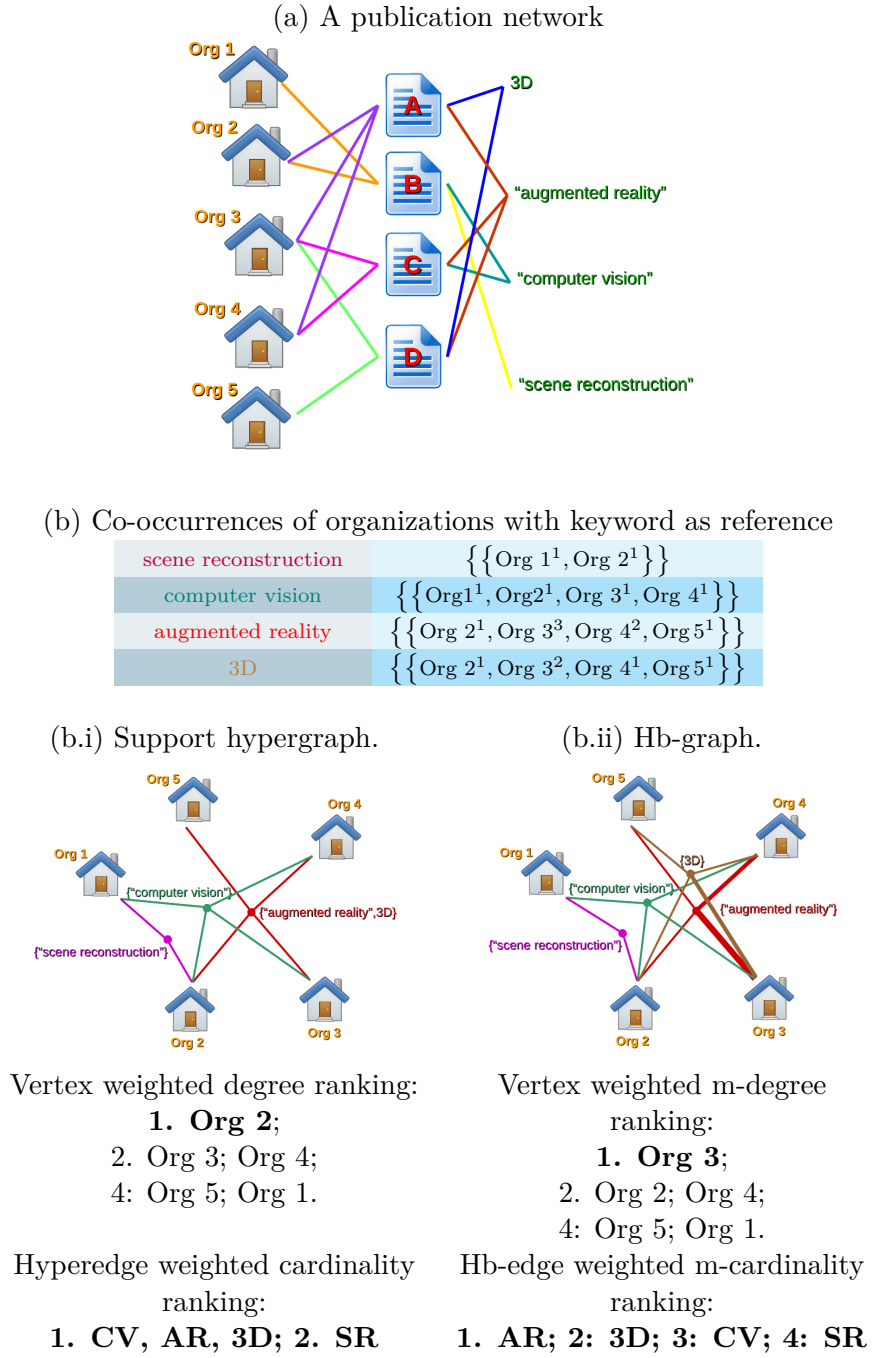 (a) A publication network
Org 1
Org 2
Org 3
Org 4
Org 5
A
B
C
D
3D
“augmented reality”
“computer vision”
“scene reconstruction”
(b) Co-occurrences of organizations with keyword as reference
scene reconstruction {{Org 1¹, Org 2¹}}
computer vision {{Org1¹, Org2¹, Org 3¹, Org 4¹}}
augmented reality {{Org 2¹, Org 3³, Org 4², Org 5¹}}
3D {{Org 2¹, Org 3², Org 4¹, Org 5¹}}
(b.i) Support hypergraph.
Org 5
Org 4
Org 1
{“computer vision”}
{“augmented reality”,3D}
{“scene reconstruction”}
Org 3
Org 2
Vertex weighted degree ranking:
1. Org 2;
2. Org 3; Org 4;
4: Org 5; Org 1.
Hyperedge weighted cardinality
ranking:
1. CV, AR, 3D; 2. SR
(b.ii) Hb-graph.
Org 5
Org 4
Org 1
{3D}
{“computer vision”}
{“augmented reality”}
{“scene reconstruction”}
Org 3
Org 2
Vertex weighted m-degree
ranking:
1. Org 3;
2. Org 2; Org 4;
4: Org 5; Org 1.
Hb-edge weighted m-cardinality
ranking:
1. AR; 2: 3D; 3: CV; 4: SR